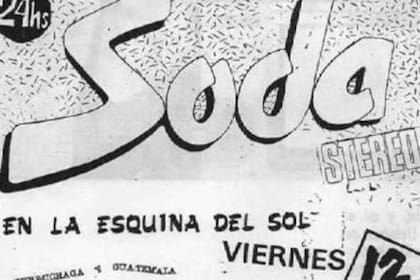 24hs
Soda
STEREO
EN LA ESQUINA DEL SOL
VIERNES 12
Y GUATEMALA